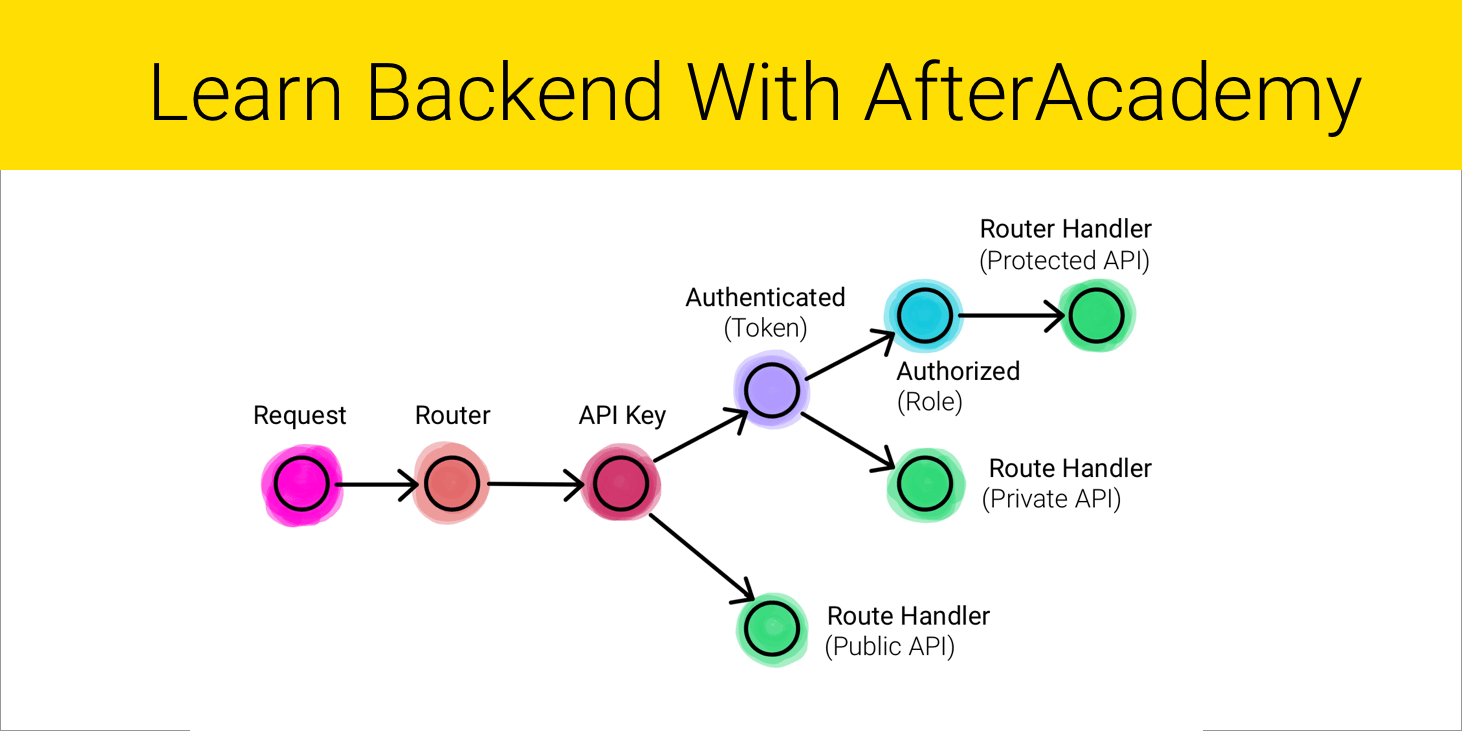 Learn Backend With AfterAcademy
Router Handler
(Protected API)
Authenticated
(Token)
Authorized
(Role)
Request
Router
API Key
Route Handler
(Private API)
Route Handler
(Public API)